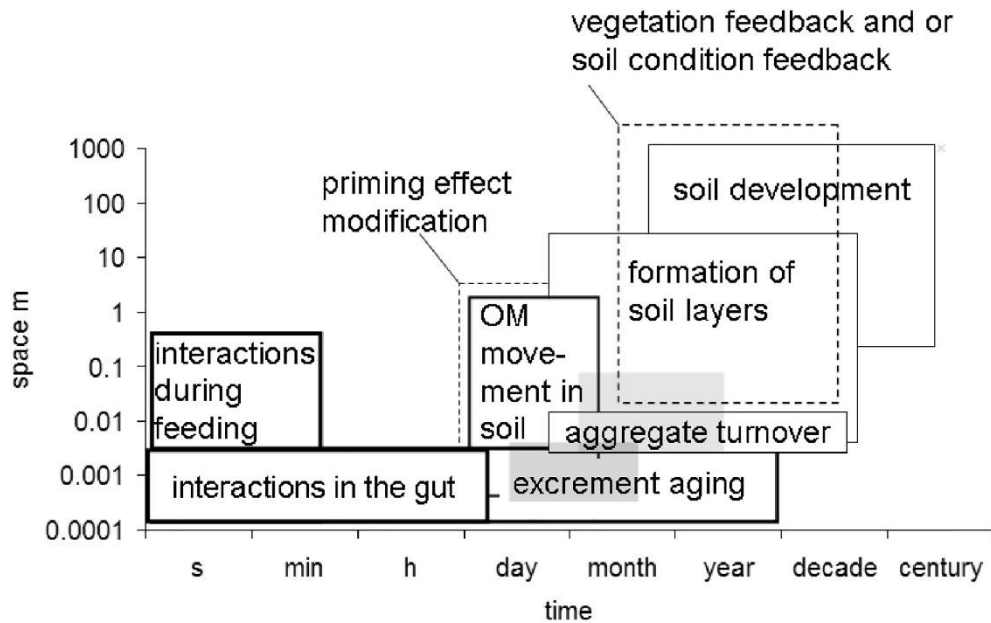 vegetation feedback and or
soil condition feedback
priming effect
modification
soil development
formation of
soil layers
OM
move-
ment in
soil
interactions
during
feeding
aggregate turnover
interactions in the gut
excrement aging
space m
1000
100
10
1
0.1
0.01
0.001
0.0001
s
min
h
day
month
year
decade
century
time